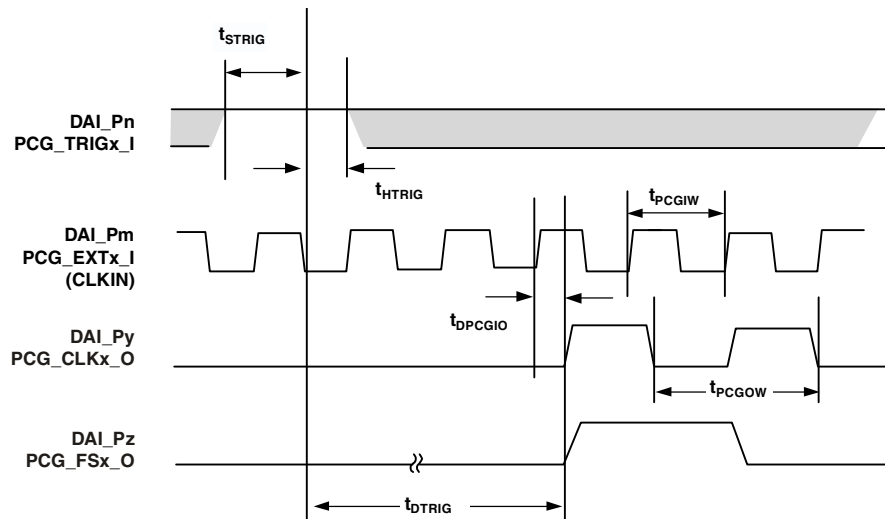 tSTRIG
DAI_Pn
PCG_TRIGx_I
tHTRIG
tPCGIW
DAI_Pm
PCG_EXTx_I
(CLKIN)
tDPCGIO
DAI_Py
PCG_CLKx_O
tPCGOW
DAI_Pz
PCG_FSx_O
tDTRIG